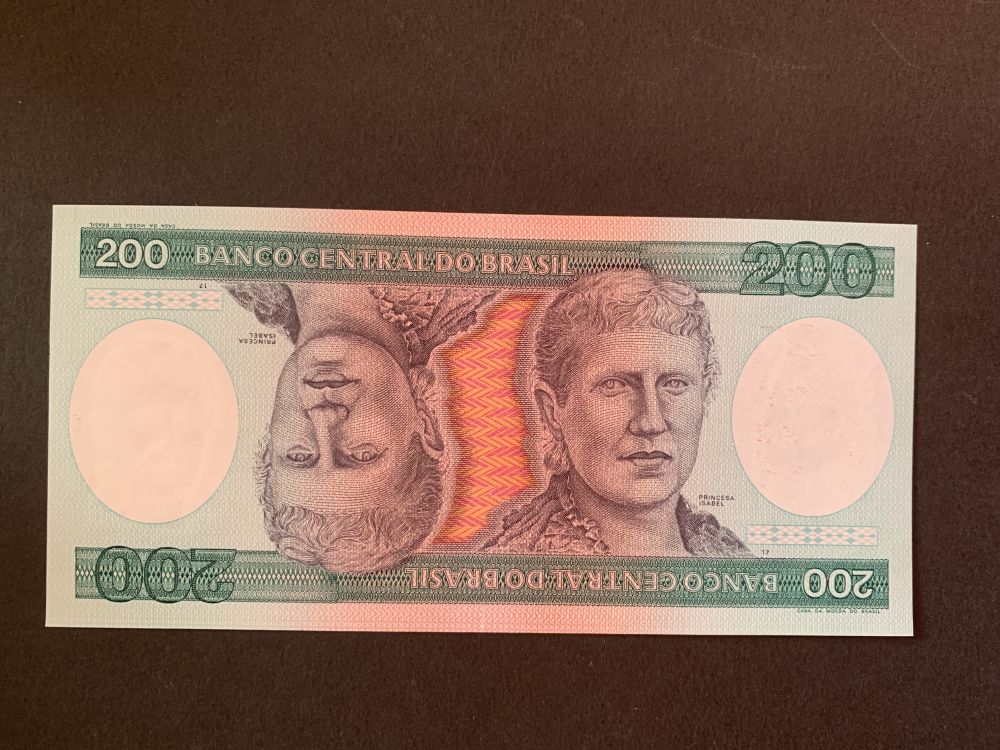 CASA DA MOEDA DO BRASIL
200 BANCO CENTRAL DO BRASIL 200
17
PRINCESA
ISABEL
PRINCESA
ISABEL
17
200 BANCO CENTRAL DO BRASIL 200
CASA DA MOEDA DO BRASIL